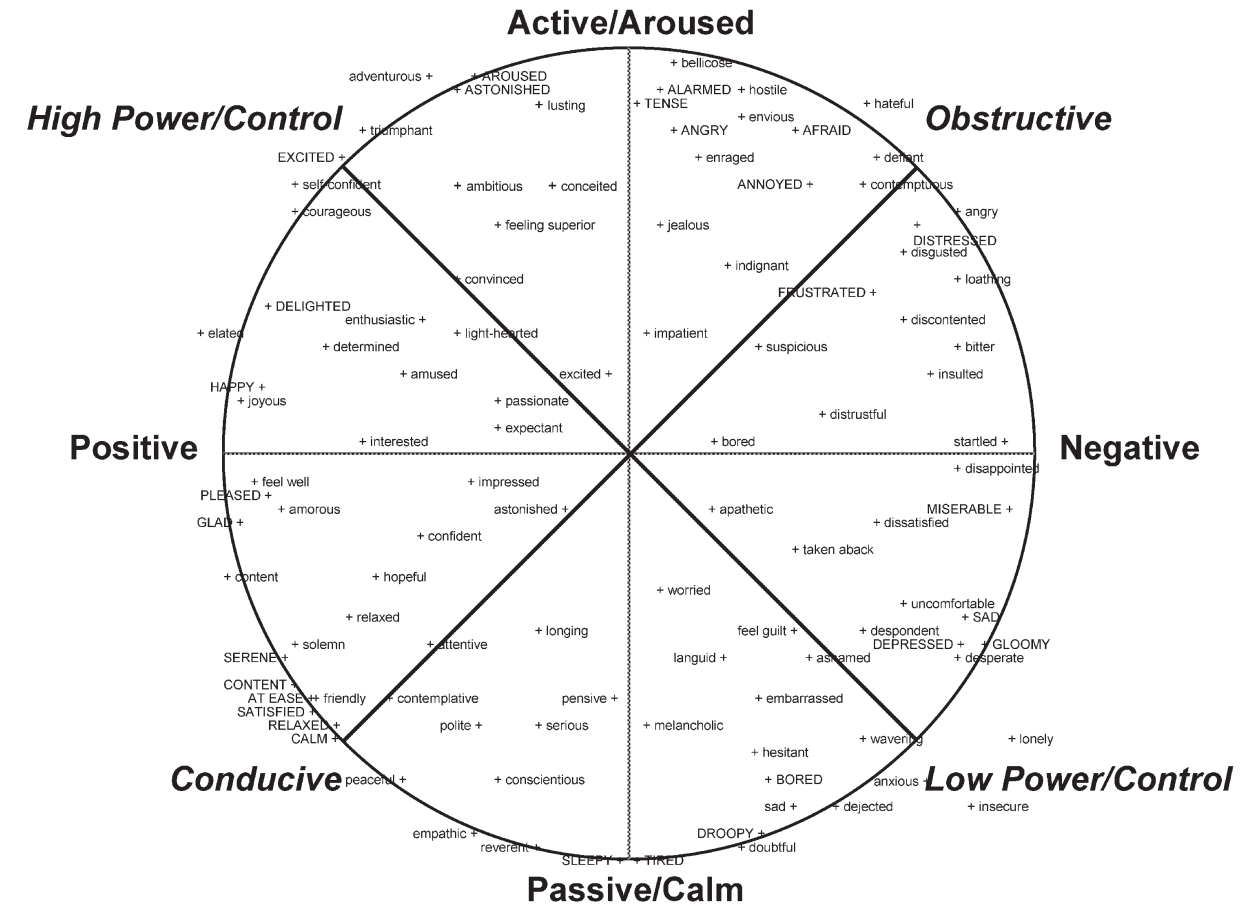 Active/Aroused
+ bellicose
adventurous +
+ AROUSED
+ ASTONISHED
+ ALARMED
+ hostile
+ lusting
+ TENSE
+ hateful
High Power/Control
Obstructive
+ envious
+ triumphant
+ ANGRY
+ AFRAID
EXCITED +
+ enraged
+ defiant
+ self-confident
+ ambitious
+ conceited
ANNOYED +
+ contemptuous
+ courageous
+ angry
+ feeling superior
+ jealous
+
DISTRESSED
+ disgusted
+ indignant
+ convinced
+ loathing
FRUSTRATED +
+ DELIGHTED
enthusiastic +
+ discontented
+ elated
+ light-hearted
+ impatient
+ determined
+ suspicious
+ bitter
+ amused
excited +
+ insulted
HAPPY +
+ joyous
+ passionate
+ distrustful
+ expectant
Positive
+ interested
+ bored
startled +
Negative
+ disappointed
+ feel well
+ impressed
PLEASED +
+ amorous
astonished +
+ apathetic
MISERABLE +
GLAD +
+ dissatisfied
+ confident
+ taken aback
+ content
+ hopeful
+ worried
+ uncomfortable
+ relaxed
+ SAD
+ longing
feel guilt +
+ despondent
+ solemn
+ attentive
DEPRESSED +
+ GLOOMY
SERENE +
languid +
+ ashamed
+ desperate
CONTENT +
AT EASE +
+ friendly
+ contemplative
pensive +
+ embarrassed
SATISFIED +
RELAXED +
polite +
+ serious
+ melancholic
CALM +
+ wavering
+ lonely
+ hesitant
Conducive
peaceful +
+ conscientious
+ BORED
anxious +
Low Power/Control
sad +
+ dejected
+ insecure
empathic +
DROOPY +
reverent +
+ doubtful
SLEEPY +
+ TIRED
Passive/Calm